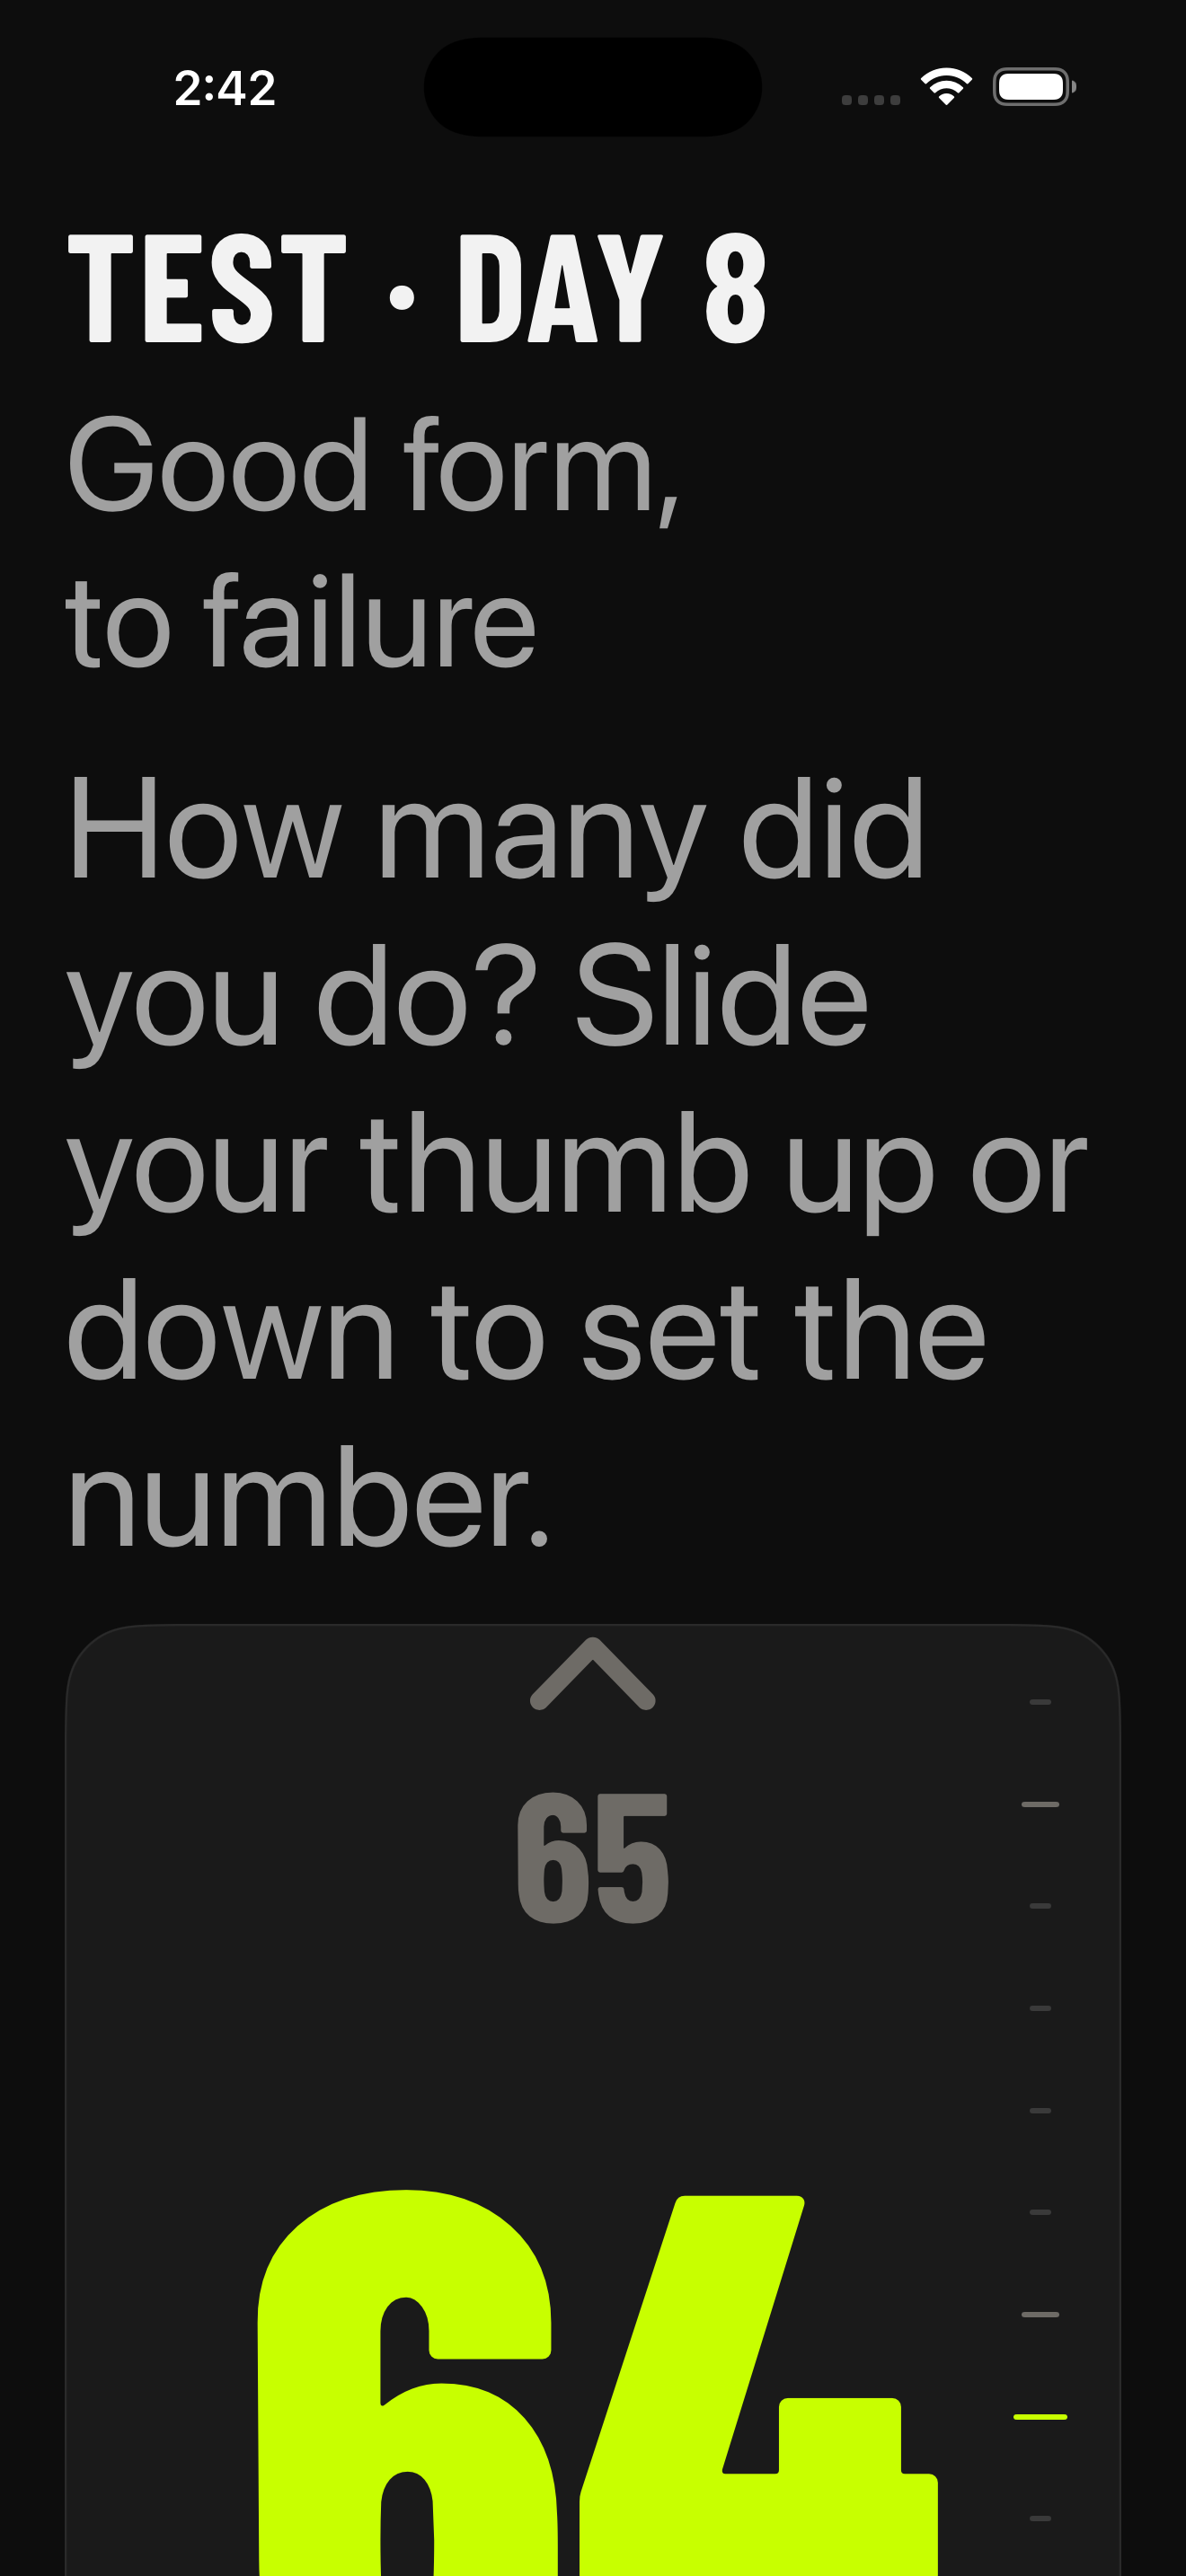 2:42
TEST · DAY 8
Good form,
to failure
How many did
you do? Slide
your thumb up or
down to set the
number.
65
64